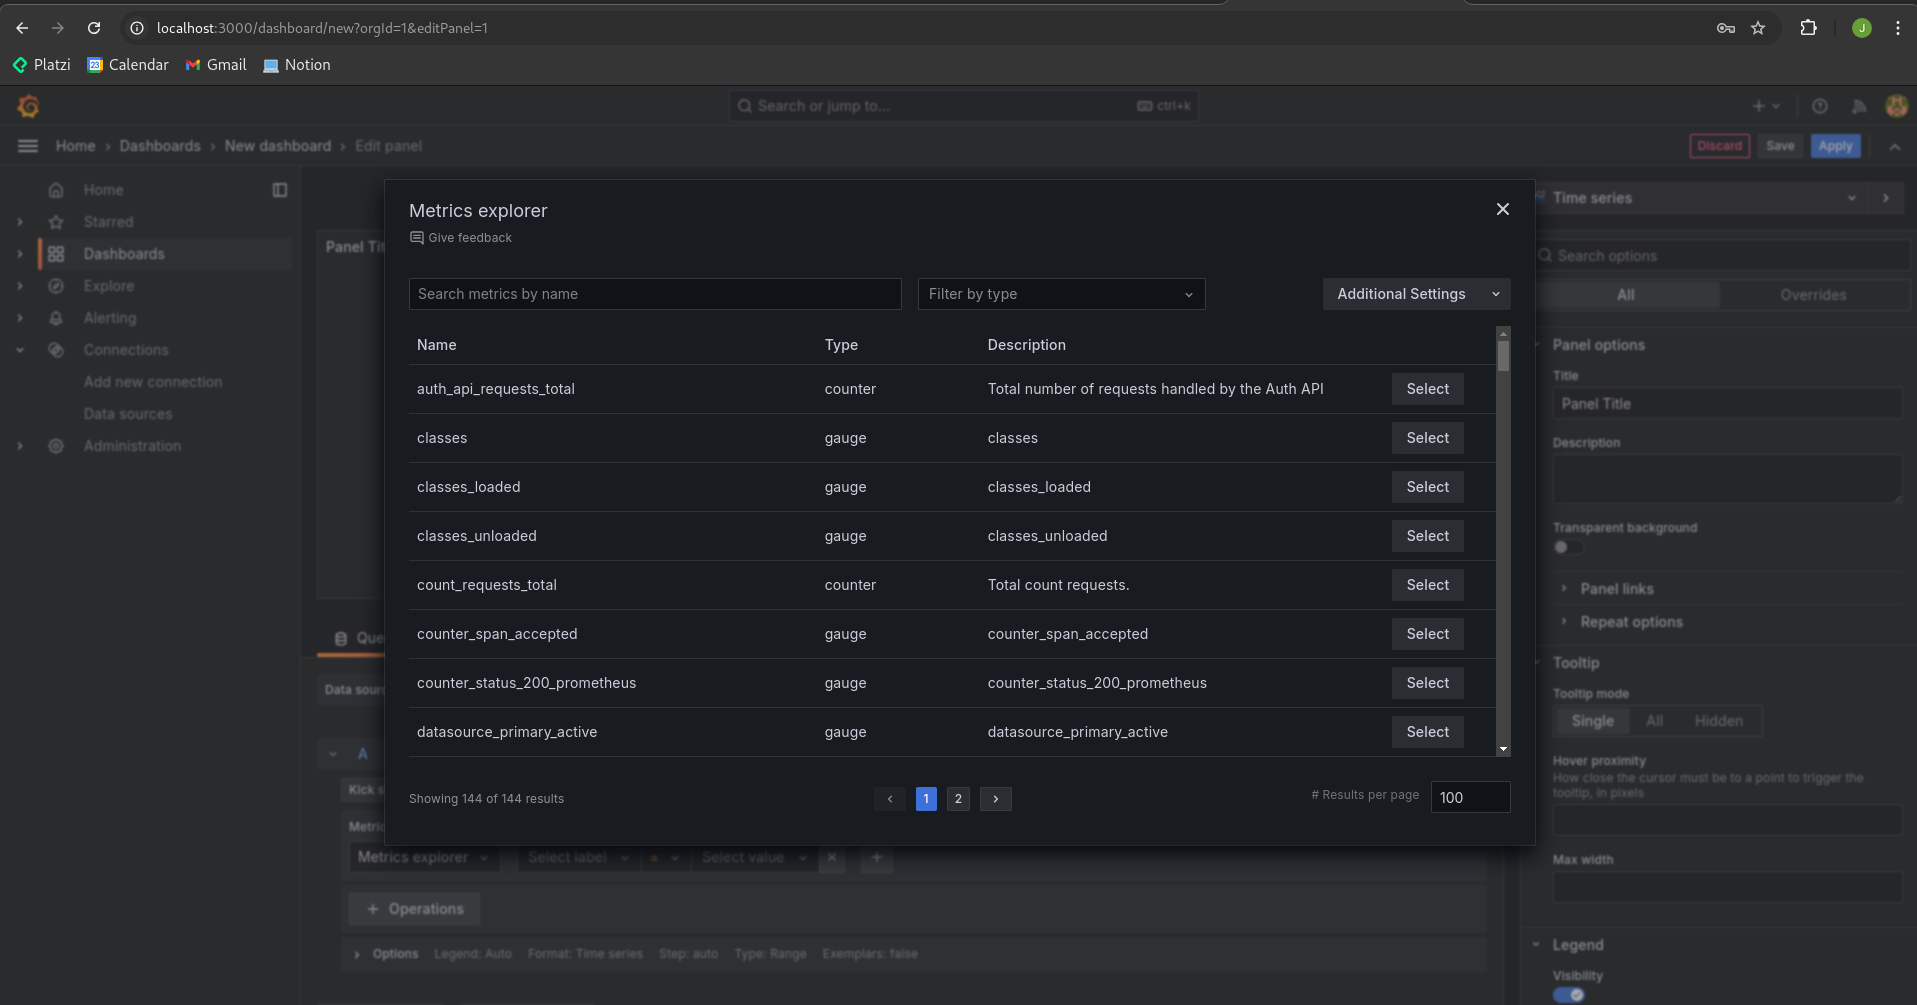 localhost:3000/dashboard/new?orgId=1&editPanel=1
J
Platzi
23
Calendar
Gmail
Notion
Search or jump to...
ctrl+k
Home › Dashboards › New dashboard › Edit panel
Discard
Save
Apply
Home
Starred
Dashboards
Explore
Alerting
Connections
Add new connection
Data sources
Administration
Panel Tit
Que
Data sour
A
Kick s
Metric
Metrics explorer
Select label
=
Select value
+ Operations
Options Legend: Auto Format: Time series Step: auto Type: Range Exemplars: false
Metrics explorer
Give feedback
Search metrics by name
Filter by type
Additional Settings
Name Type Description
auth_api_requests_total counter Total number of requests handled by the Auth API Select
classes gauge classes Select
classes_loaded gauge classes_loaded Select
classes_unloaded gauge classes_unloaded Select
count_requests_total counter Total count requests. Select
counter_span_accepted gauge counter_span_accepted Select
counter_status_200_prometheus gauge counter_status_200_prometheus Select
datasource_primary_active gauge datasource_primary_active Select
Showing 144 of 144 results
1
2
# Results per page
100
Time series
Search options
All
Overrides
Panel options
Title
Panel Title
Description
Transparent background
Panel links
Repeat options
Tooltip
Tooltip mode
Single
All
Hidden
Hover proximity
How close the cursor must be to a point to trigger the
tooltip, in pixels
Max width
Legend
Visibility